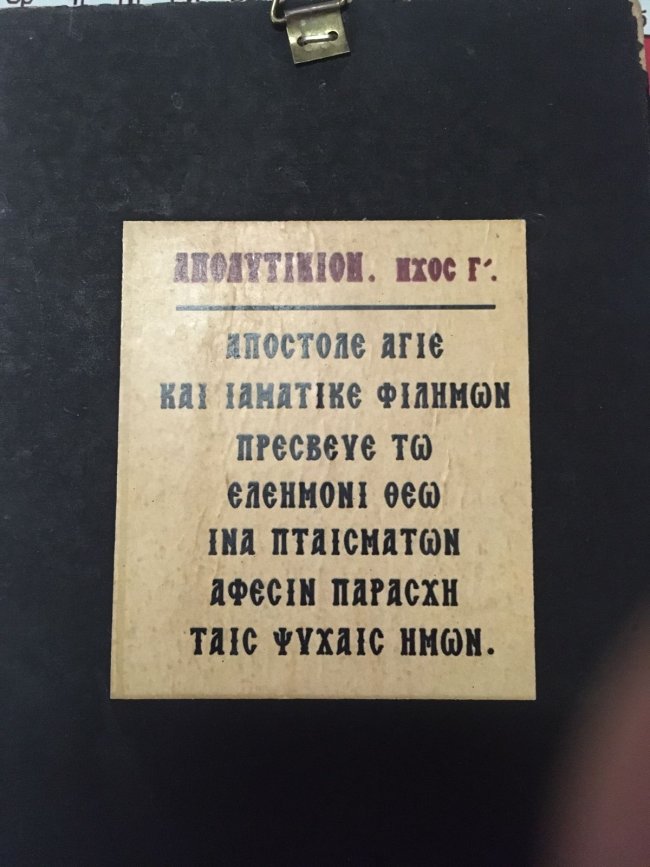 ΑΠΟΛΥΤΙΚΙΟΝ. ΗΧΟΣ Γ´.
ΑΠΟΣΤΟΛΕ ΑΓΙΕ
ΚΑΙ ΙΑΜΑΤΙΚΕ ΦΙΛΗΜΩΝ
ΠΡΕΣΒΕΥΕ ΤΩ
ΕΛΕΗΜΟΝΙ ΘΕΩ
ΙΝΑ ΠΤΑΙΣΜΑΤΩΝ
ΑΦΕΣΙΝ ΠΑΡΑΣΧΗ
ΤΑΙΣ ΨΥΧΑΙΣ ΗΜΩΝ.